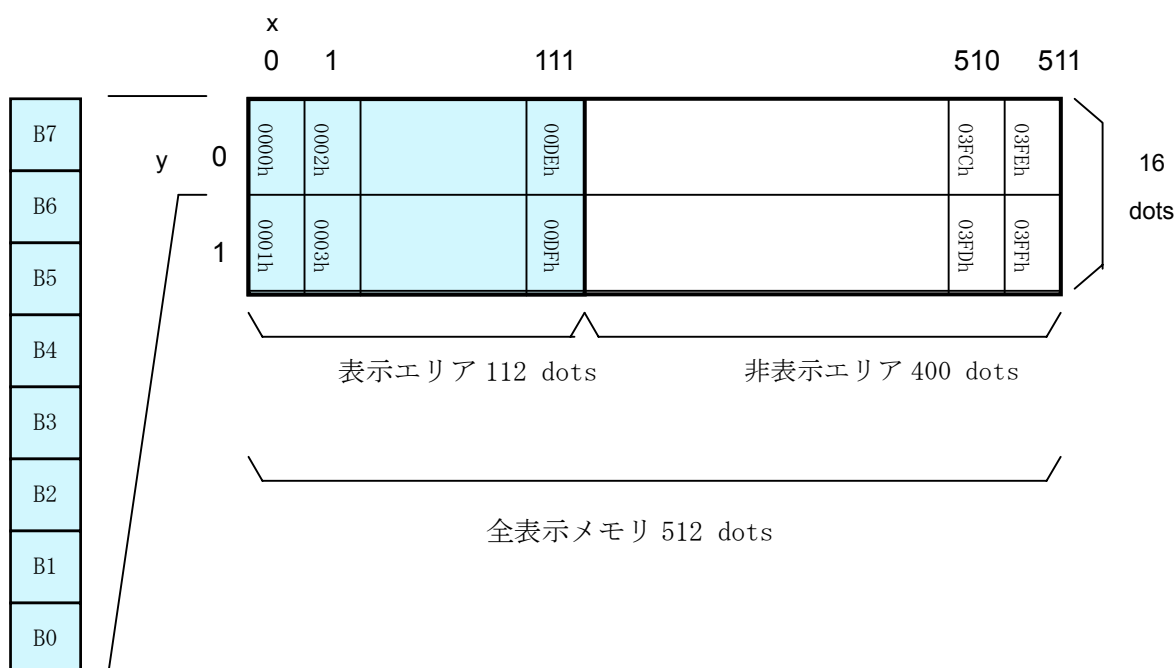 x
0 1 111 510 511
B7
B6
B5
B4
B3
B2
B1
B0
y
0
1
0000h 0002h 00DEh 03FCh 03FEh
0001h 0003h 00DFh 03FDh 03FFh
16
dots
表示エリア 112 dots
非表示エリア 400 dots
全表示メモリ 512 dots